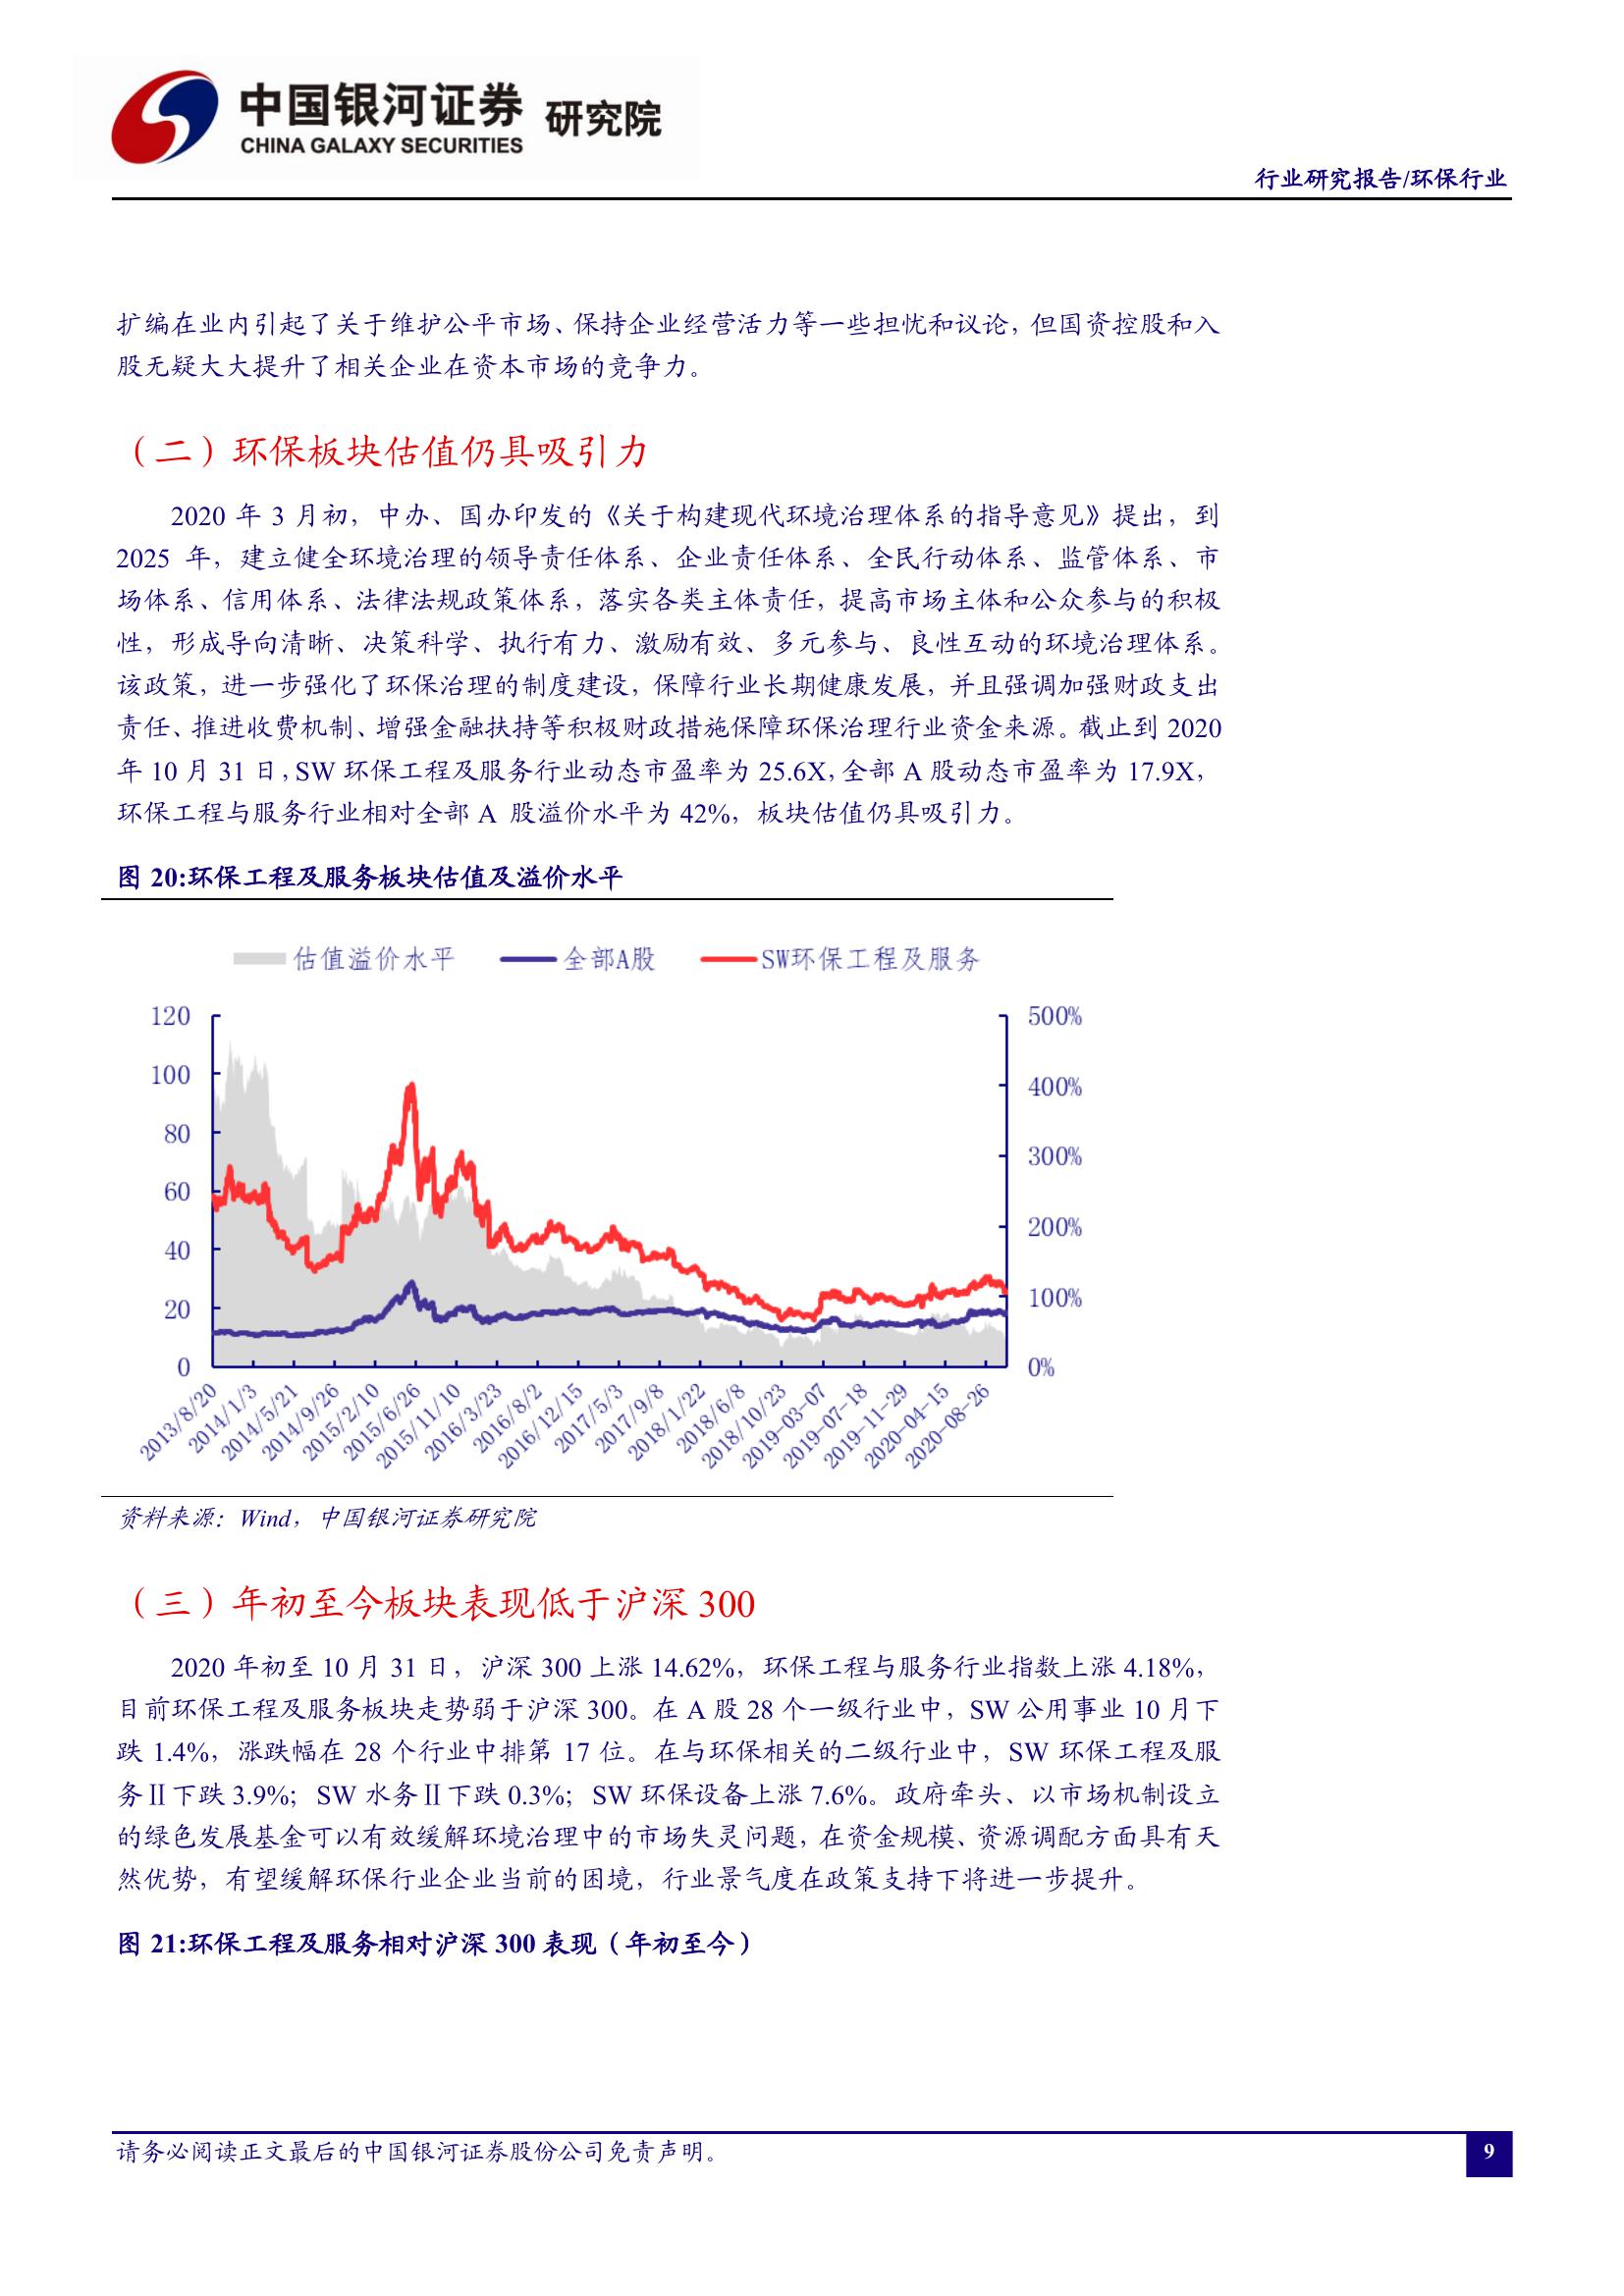 中国银河证券 研究院
CHINA GALAXY SECURITIES
行业研究报告/环保行业
扩编在业内引起了关于维护公平市场、保持企业经营活力等一些担忧和议论，但国资控股和入
股无疑大大提升了相关企业在资本市场的竞争力。
（二）环保板块估值仍具吸引力
2020 年 3 月初，中办、国办印发的《关于构建现代环境治理体系的指导意见》提出，到
2025 年，建立健全环境治理的领导责任体系、企业责任体系、全民行动体系、监管体系、市
场体系、信用体系、法律法规政策体系，落实各类主体责任，提高市场主体和公众参与的积极
性，形成导向清晰、决策科学、执行有力、激励有效、多元参与、良性互动的环境治理体系。
该政策，进一步强化了环保治理的制度建设，保障行业长期健康发展，并且强调加强财政支出
责任、推进收费机制、增强金融扶持等积极财政措施保障环保治理行业资金来源。截止到 2020
年 10 月 31 日，SW 环保工程及服务行业动态市盈率为 25.6X，全部 A 股动态市盈率为 17.9X，
环保工程与服务行业相对全部 A 股溢价水平为 42%，板块估值仍具吸引力。
图 20:环保工程及服务板块估值及溢价水平
估值溢价水平 全部A股 SW环保工程及服务
120 500%
100 400%
80 300%
60
200%
40
20 100%
0 0%
2013/8/20 2014/1/3 2014/5/21 2014/9/26 2015/2/10 2015/6/26 2015/11/10 2016/3/23 2016/8/2 2016/12/15 2017/5/3 2017/9/8 2018/1/22 2018/6/8 2018/10/23 2019-03-07 2019-07-18 2019-11-29 2020-04-15 2020-08-26
资料来源：Wind，中国银河证券研究院
（三）年初至今板块表现低于沪深 300
2020 年初至 10 月 31 日，沪深 300 上涨 14.62%，环保工程与服务行业指数上涨 4.18%，
目前环保工程及服务板块走势弱于沪深 300。在 A 股 28 个一级行业中，SW 公用事业 10 月下
跌 1.4%，涨跌幅在 28 个行业中排第 17 位。在与环保相关的二级行业中，SW 环保工程及服
务Ⅱ下跌 3.9%；SW 水务Ⅱ下跌 0.3%；SW 环保设备上涨 7.6%。政府牵头、以市场机制设立
的绿色发展基金可以有效缓解环境治理中的市场失灵问题，在资金规模、资源调配方面具有天
然优势，有望缓解环保行业企业当前的困境，行业景气度在政策支持下将进一步提升。
图 21:环保工程及服务相对沪深 300 表现（年初至今）
请务必阅读正文最后的中国银河证券股份公司免责声明。
9